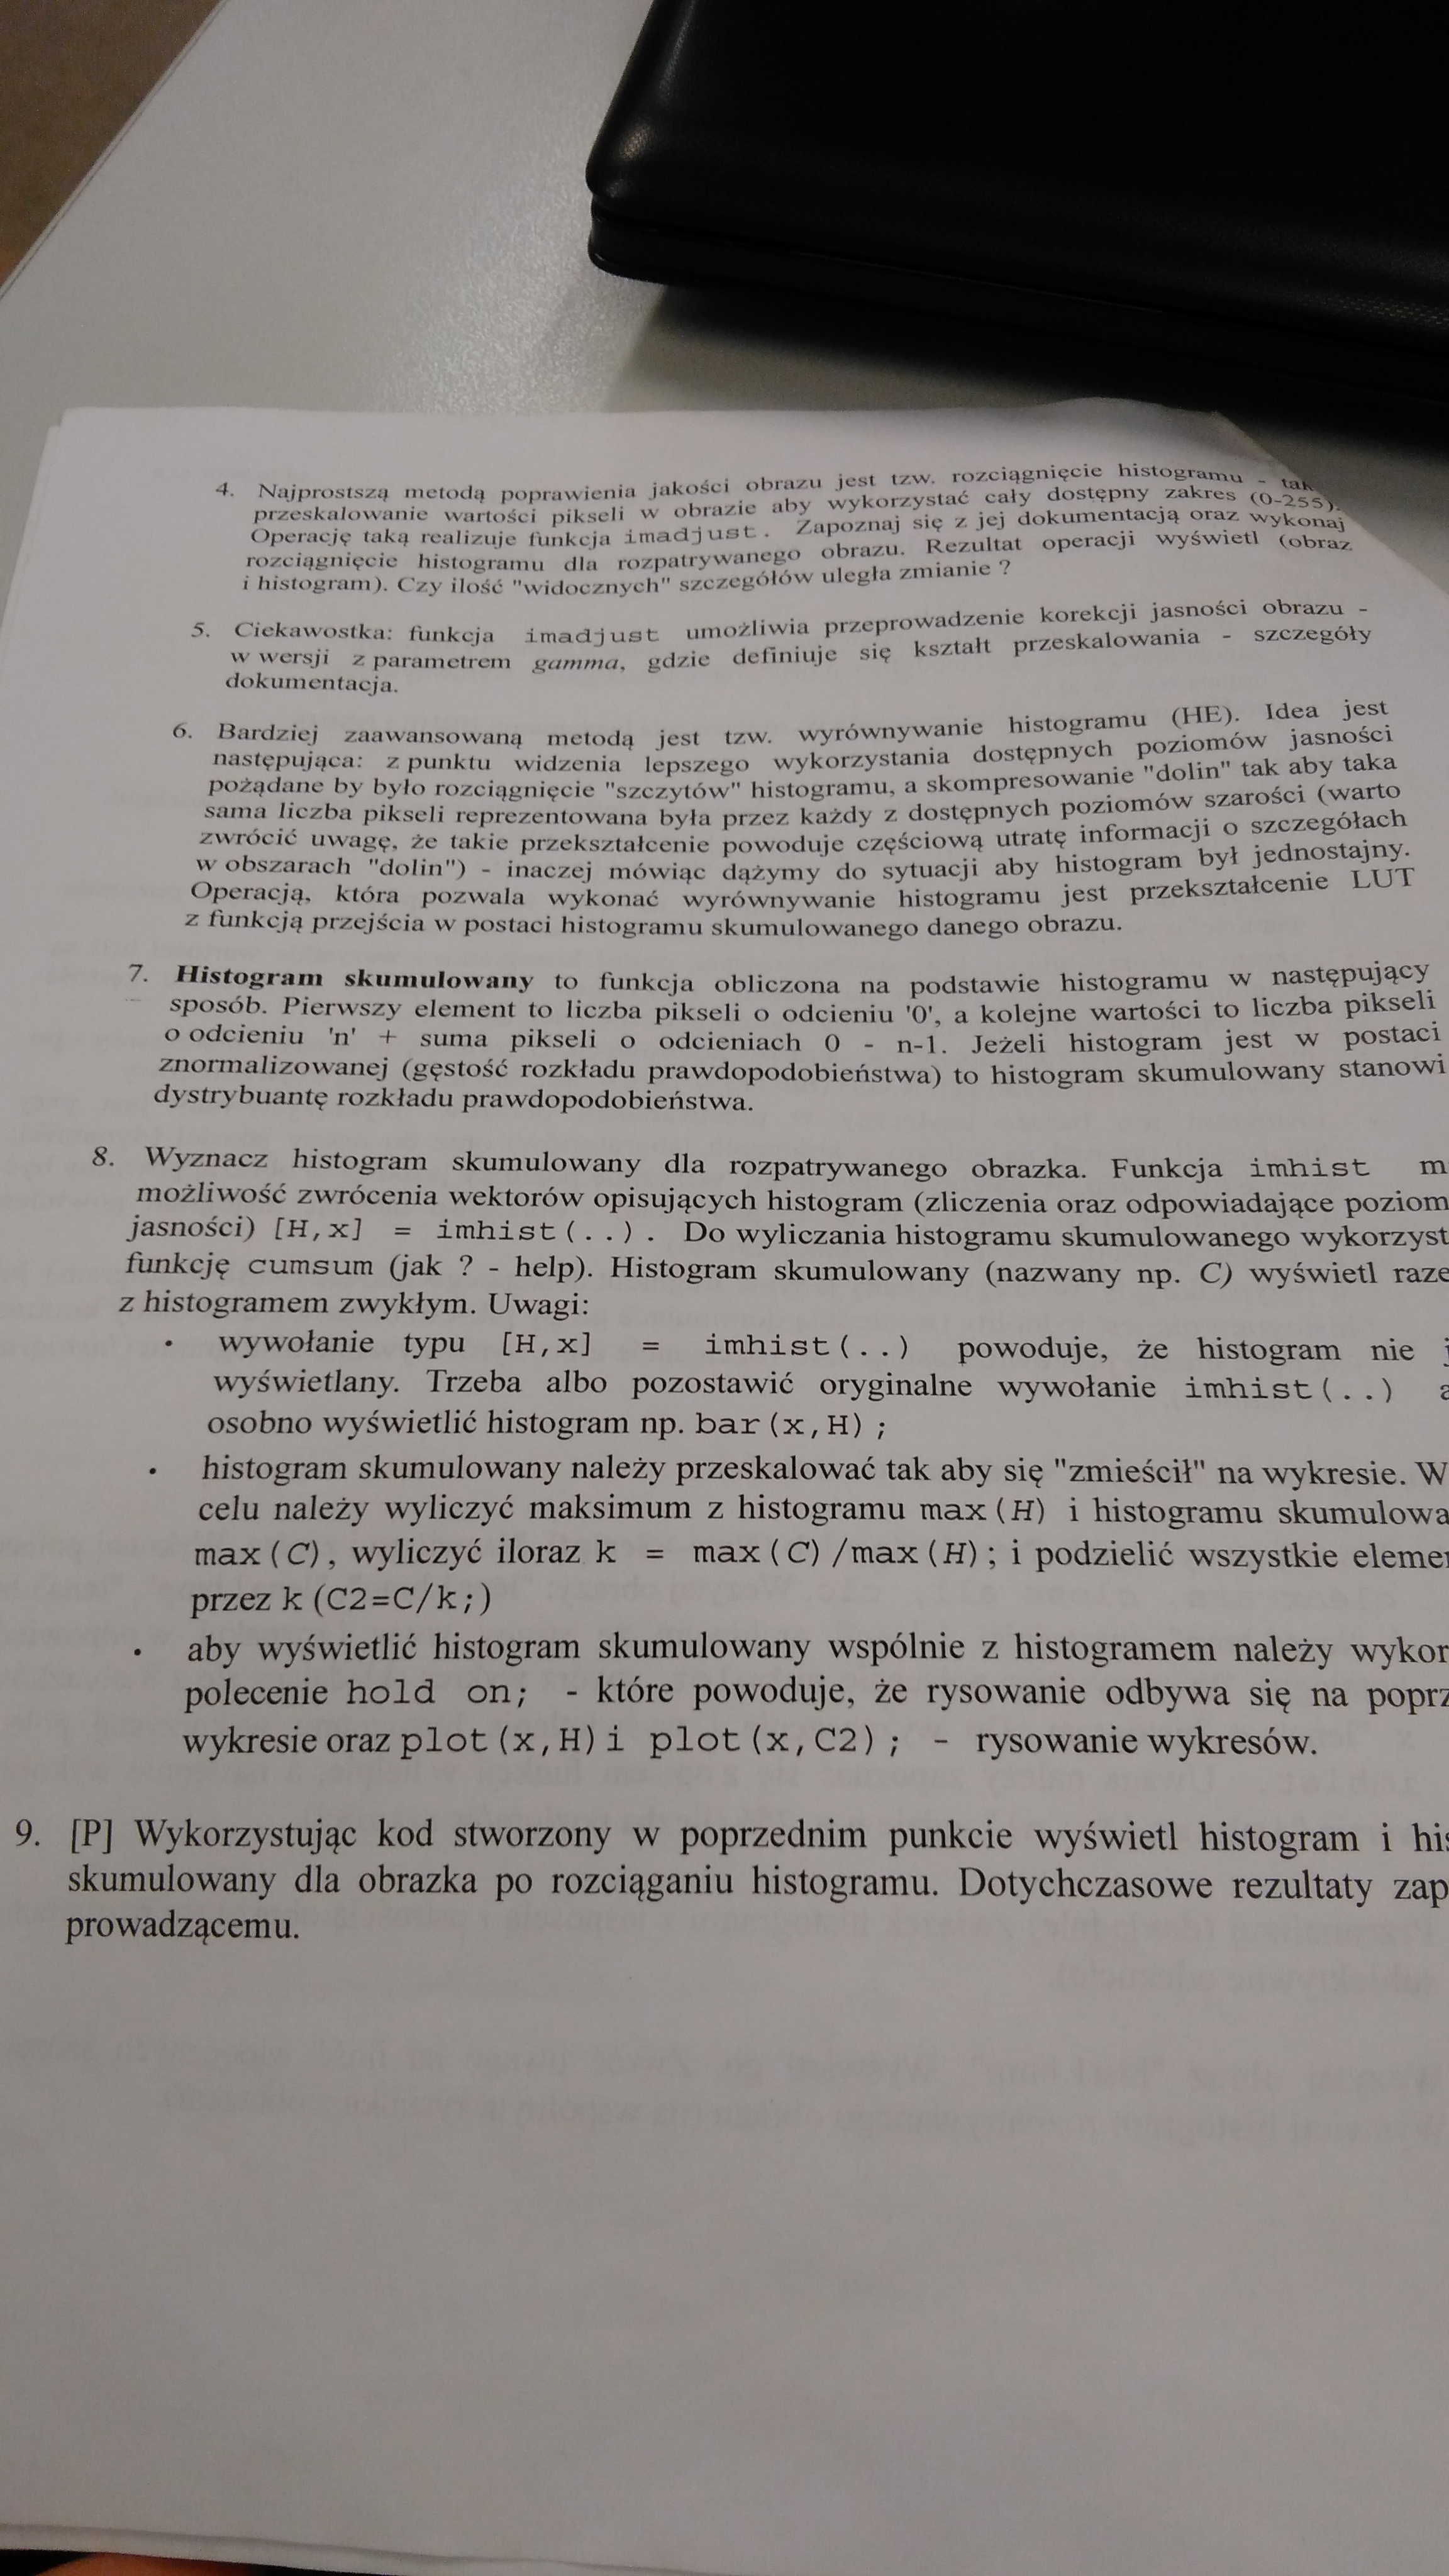 4. Najprostszą metodą poprawienia jakości obrazu jest tzw. rozciągnięcie histogramu - tak
przeskalowanie wartości pikseli w obrazie aby wykorzystać cały dostępny zakres (0-255).
Operację taką realizuje funkcja imadjust. Zapoznaj się z jej dokumentacją oraz wykonaj
rozciągnięcie histogramu dla rozpatrywanego obrazu. Rezultat operacji wyświetl (obraz
i histogram). Czy ilość "widocznych" szczegółów uległa zmianie ?
5. Ciekawostka: funkcja imadjust umożliwia przeprowadzenie korekcji jasności obrazu -
w wersji z parametrem gamma, gdzie definiuje się kształt przeskalowania - szczegóły
dokumentacja.
6. Bardziej zaawansowaną metodą jest tzw. wyrównywanie histogramu (HE). Idea jest
następująca: z punktu widzenia lepszego wykorzystania dostępnych poziomów jasności
pożądane by było rozciągnięcie "szczytów" histogramu, a skompresowanie "dolin" tak aby taka
sama liczba pikseli reprezentowana była przez każdy z dostępnych poziomów szarości (warto
zwrócić uwagę, że takie przekształcenie powoduje częściową utratę informacji o szczegółach
w obszarach "dolin") - inaczej mówiąc dążymy do sytuacji aby histogram był jednostajny.
Operacją, która pozwala wykonać wyrównywanie histogramu jest przekształcenie LUT
z funkcją przejścia w postaci histogramu skumulowanego danego obrazu.
7. Histogram skumulowany to funkcja obliczona na podstawie histogramu w następujący
sposób. Pierwszy element to liczba pikseli o odcieniu '0', a kolejne wartości to liczba pikseli
o odcieniu 'n' + suma pikseli o odcieniach 0 - n-1. Jeżeli histogram jest w postaci
znormalizowanej (gęstość rozkładu prawdopodobieństwa) to histogram skumulowany stanowi
dystrybuantę rozkładu prawdopodobieństwa.
8. Wyznacz histogram skumulowany dla rozpatrywanego obrazka. Funkcja imhist m
możliwość zwrócenia wektorów opisujących histogram (zliczenia oraz odpowiadające poziom
jasności) [H,x] = imhist(..). Do wyliczania histogramu skumulowanego wykorzyst
funkcję cumsum (jak ? - help). Histogram skumulowany (nazwany np. C) wyświetl raze
z histogramem zwykłym. Uwagi:
• wywołanie typu [H,x] = imhist(..) powoduje, że histogram nie j
wyświetlany. Trzeba albo pozostawić oryginalne wywołanie imhist(..) a
osobno wyświetlić histogram np. bar(x,H);
• histogram skumulowany należy przeskalować tak aby się "zmieścił" na wykresie. W
celu należy wyliczyć maksimum z histogramu max(H) i histogramu skumulowa
max(C), wyliczyć iloraz k = max(C)/max(H); i podzielić wszystkie elemen
przez k (C2=C/k;)
• aby wyświetlić histogram skumulowany wspólnie z histogramem należy wykor
polecenie hold on; - które powoduje, że rysowanie odbywa się na poprz
wykresie oraz plot(x,H) i plot(x,C2); - rysowanie wykresów.
9. [P] Wykorzystując kod stworzony w poprzednim punkcie wyświetl histogram i his
skumulowany dla obrazka po rozciąganiu histogramu. Dotychczasowe rezultaty zap
prowadzącemu.